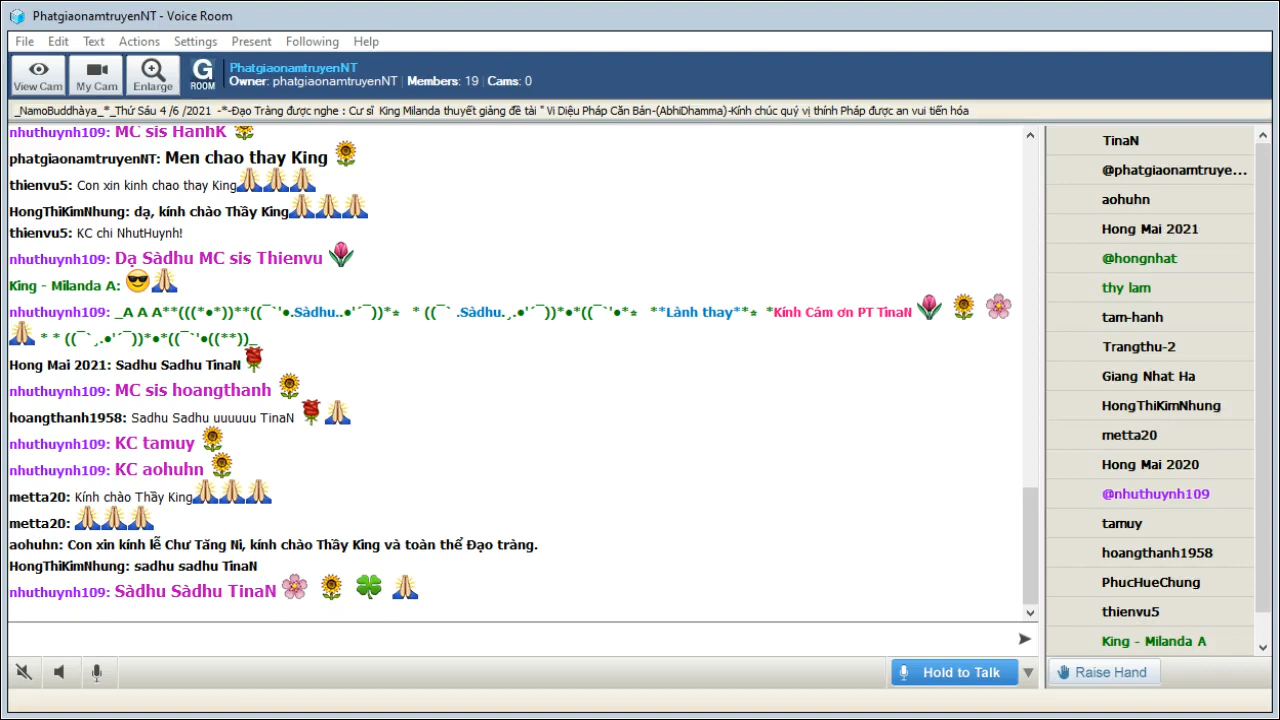 PhatgiaonamtruyenNT - Voice Room
File Edit Text Actions Settings Present Following Help
View Cam My Cam Enlarge G ROOM
PhatgiaonamtruyenNT
Owner: phatgiaonamtruyenNT | Members: 19 | Cams: 0
_NamoBuddhàya_*_Thứ Sáu 4 /6 /2021 -*-Đạo Tràng được nghe : Cư sĩ King Milanda thuyết giảng đề tài " Vi Diệu Pháp Căn Bản-(AbhiDhamma)-Kính chúc quý vị thính Pháp được an vui tiến hóa
nhuthuynh109: MC sis HanhK
phatgiaonamtruyenNT: Men chao thay King
thienvu5: Con xin kinh chao thay King
HongThiKimNhung: dạ, kính chào Thầy King
thienvu5: KC chi NhutHuynh!
nhuthuynh109: Dạ Sàdhu MC sis Thienvu
King - Milanda A:
nhuthuynh109: _A A A**(((*•*))**((¯`'•.Sàdhu..•'´¯))*⁎ * ((¯` .Sàdhu.¸.•'´¯))*•*((¯`'•*⁎ **Lành thay**⁎ *Kính Cám ơn PT TinaN
* * ((¯`¸.•'´¯))*•*((¯`'•((**))_
Hong Mai 2021: Sadhu Sadhu TinaN
nhuthuynh109: MC sis hoangthanh
hoangthanh1958: Sadhu Sadhu uuuuuu TinaN
nhuthuynh109: KC tamuy
nhuthuynh109: KC aohuhn
metta20: Kính chào Thầy King
metta20:
aohuhn: Con xin kính lễ Chư Tăng Ni, kính chào Thầy King và toàn thể Đạo tràng.
HongThiKimNhung: sadhu sadhu TinaN
nhuthuynh109: Sàdhu Sàdhu TinaN
TinaN
@phatgiaonamtruye...
aohuhn
Hong Mai 2021
@hongnhat
thy lam
tam-hanh
Trangthu-2
Giang Nhat Ha
HongThiKimNhung
metta20
Hong Mai 2020
@nhuthuynh109
tamuy
hoangthanh1958
PhucHueChung
thienvu5
King - Milanda A
Hold to Talk
Raise Hand